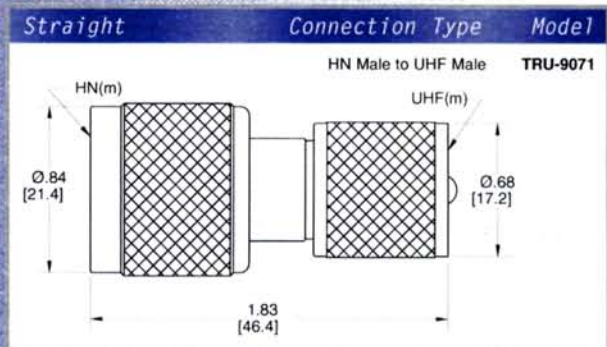 Straight Connection Type Model
HN Male to UHF Male TRU-9071
HN(m)
UHF(m)
Ø.84
[21.4]
Ø.68
[17.2]
1.83
[46.4]